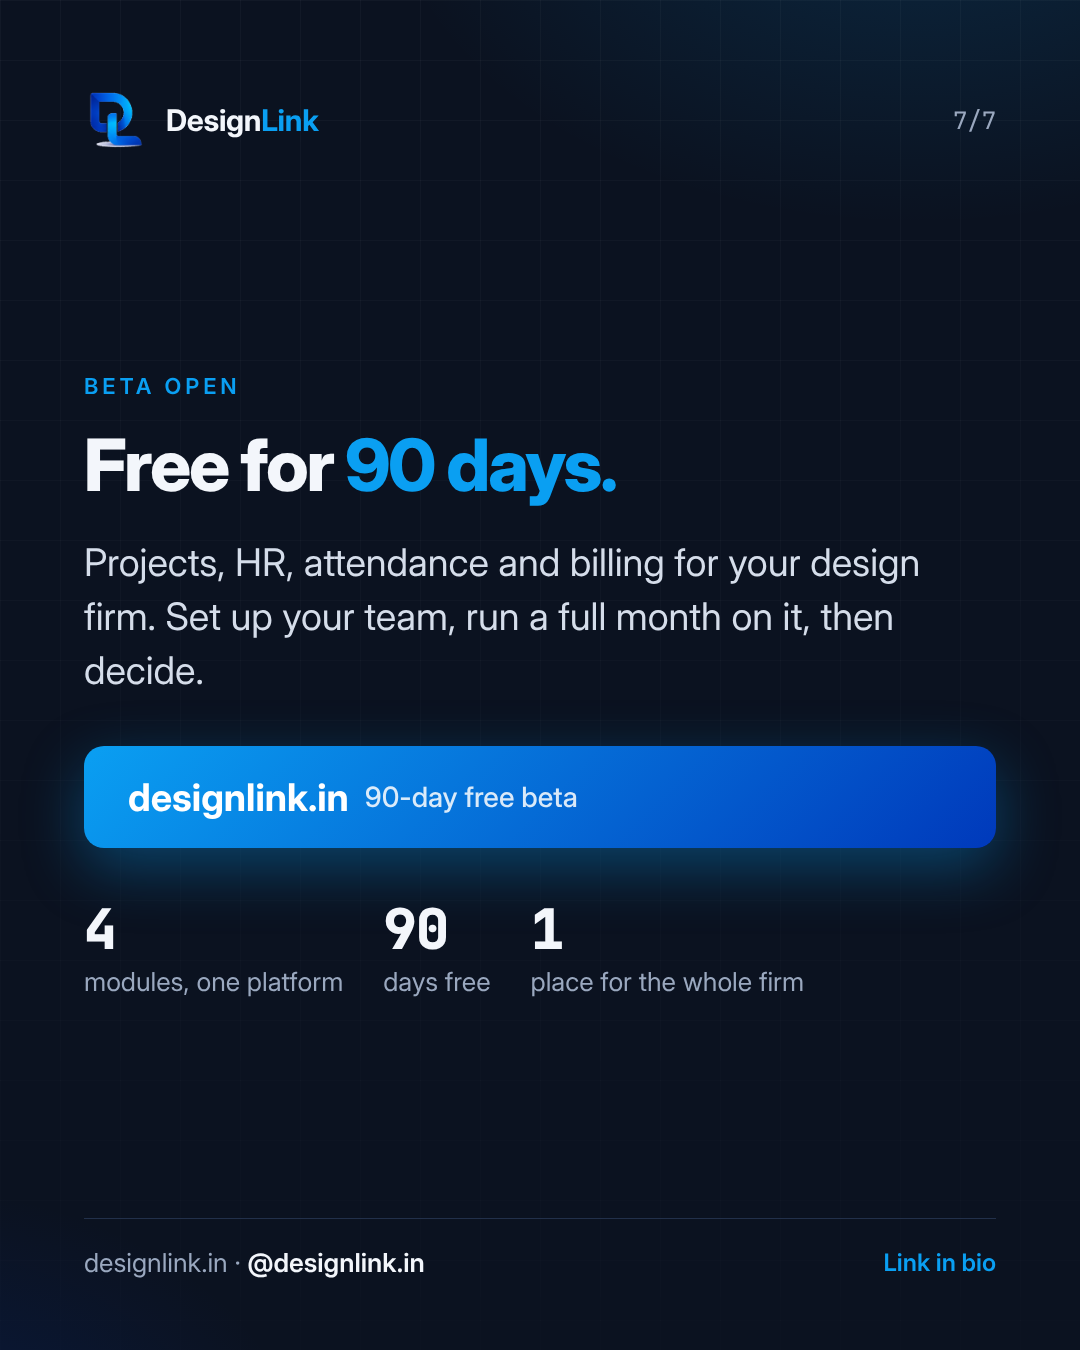 DesignLink
7/7
BETA OPEN
Free for 90 days.
Projects, HR, attendance and billing for your design
firm. Set up your team, run a full month on it, then
decide.
designlink.in 90-day free beta
4
modules, one platform
90
days free
1
place for the whole firm
designlink.in · @designlink.in
Link in bio